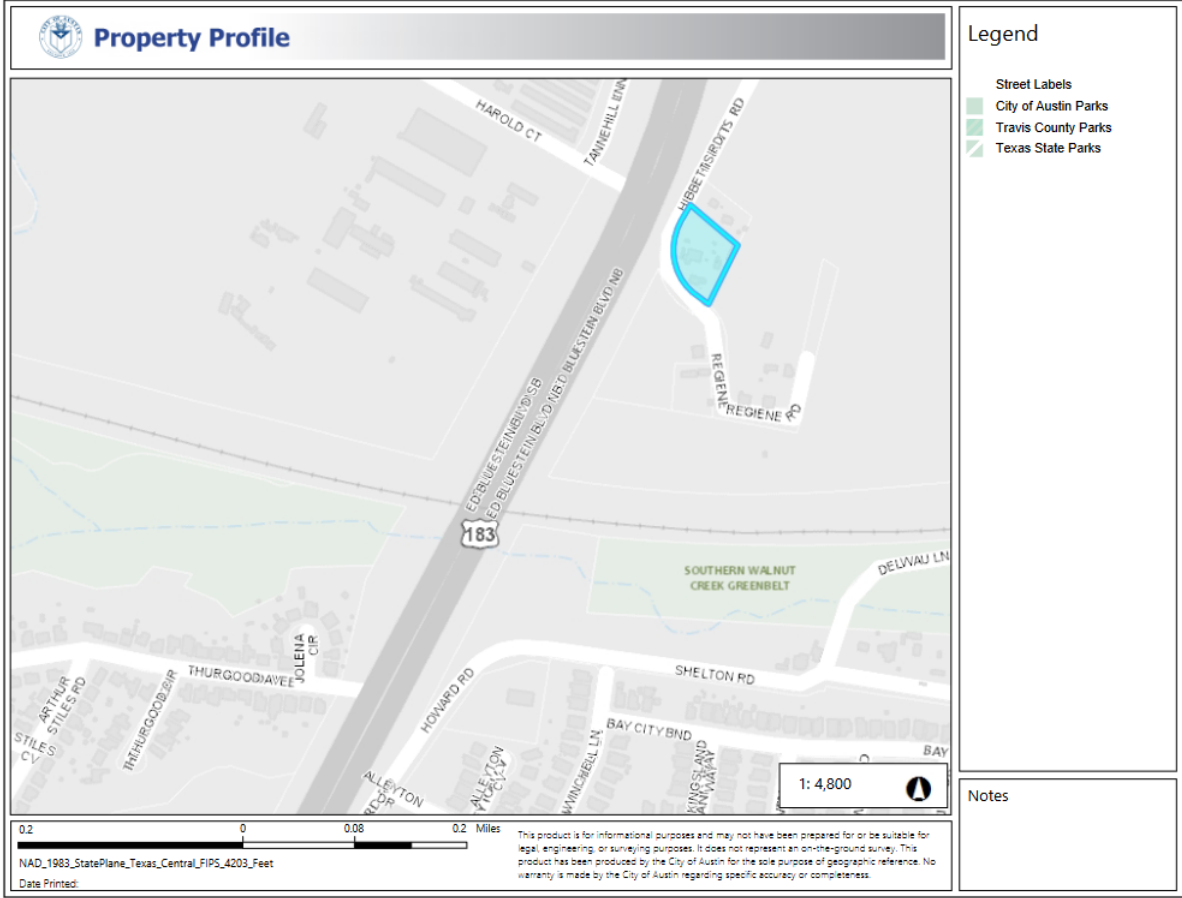 Property Profile
Legend
Street Labels
City of Austin Parks
Travis County Parks
Texas State Parks
HAROLD CT
TANNEHILL LNN
HIBBETTSIRDITS RD
ED BLUESTEIN BLVD SB
ED BLUESTEIN BLVD NB D BLUESTEIN BLVD NB
REGIENE
REGIENE RD
183
SOUTHERN WALNUT
CREEK GREENBELT
DELWAU LN
JOLENA
CIR
THURGOOD AVEE
ARTHUR
STILES RD
STILES
CV
HOWARD RD
SHELTON RD
BAY CITY BND
BAY
WINCHELL LN
ALLEYTON
DR
ALLEYTON
KINGSLAND
1: 4,800
Notes
0.2 0 0.08 0.2 Miles
NAD_1983_StatePlane_Texas_Central_FIPS_4203_Feet
Date Printed:
This product is for informational purposes and may not have been prepared for or be suitable for
legal, engineering, or surveying purposes. It does not represent an on-the-ground survey. This
product has been produced by the City of Austin for the sole purpose of geographic reference. No
warranty is made by the City of Austin regarding specific accuracy or completeness.